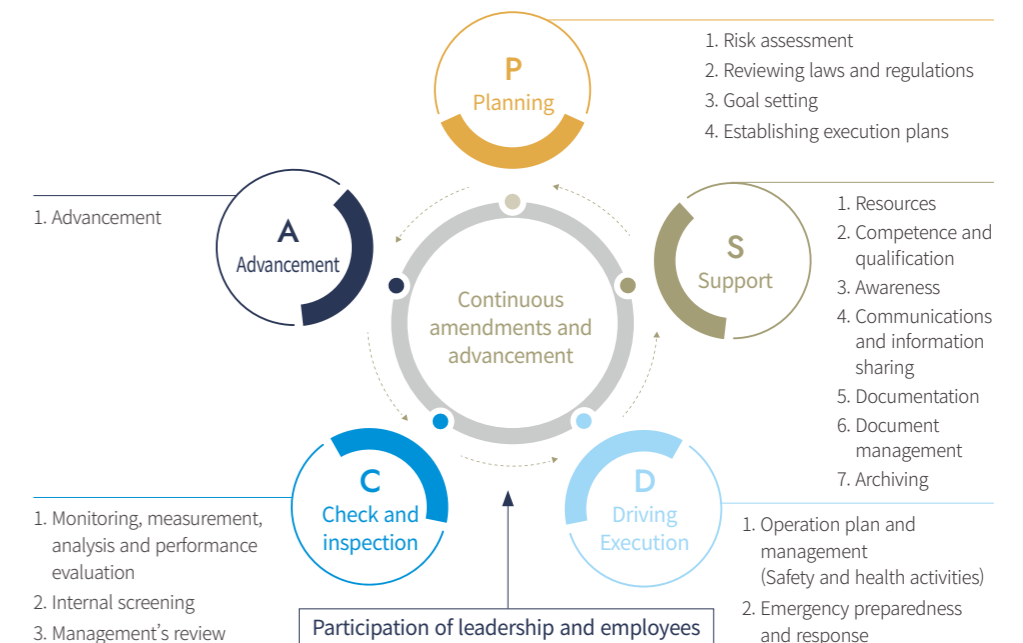 P
Planning
1. Risk assessment
2. Reviewing laws and regulations
3. Goal setting
4. Establishing execution plans
A
Advancement
1. Advancement
S
Support
1. Resources
2. Competence and
qualification
3. Awareness
4. Communications
and information
sharing
5. Documentation
6. Document
management
7. Archiving
Continuous
amendments and
advancement
C
Check and
inspection
1. Monitoring, measurement,
analysis and performance
evaluation
2. Internal screening
3. Management's review
D
Driving
Execution
1. Operation plan and
management
(Safety and health activities)
2. Emergency preparedness
and response
Participation of leadership and employees